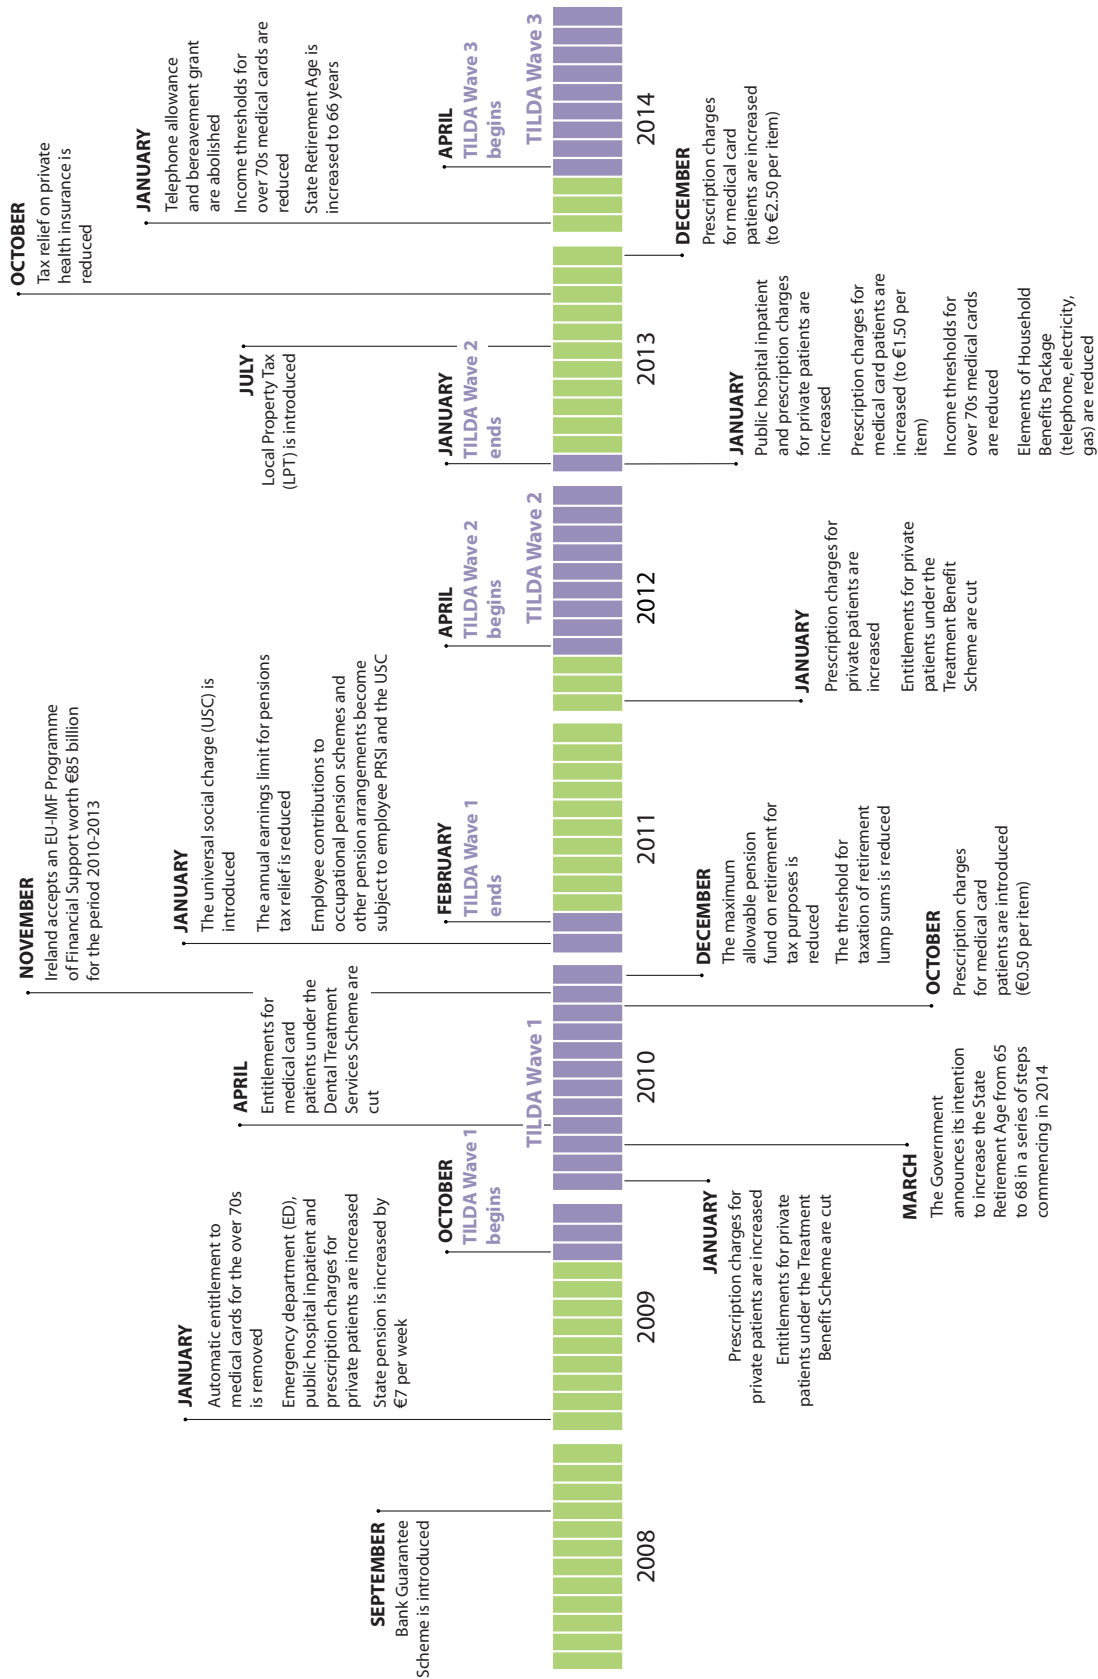 SEPTEMBER
Bank Guarantee
Scheme is introduced
JANUARY
Automatic entitlement to
medical cards for the over 70s
is removed
Emergency department (ED),
public hospital inpatient and
prescription charges for
private patients are increased
State pension is increased by
€7 per week
OCTOBER
TILDA Wave 1
begins
APRIL
Entitlements for
medical card
patients under the
Dental Treatment
Services Scheme are
cut
NOVEMBER
Ireland accepts an EU-IMF Programme
of Financial Support worth €85 billion
for the period 2010-2013
JANUARY
The universal social charge (USC) is
introduced
The annual earnings limit for pensions
tax relief is reduced
Employee contributions to
occupational pension schemes and
other pension arrangements become
subject to employee PRSI and the USC
FEBRUARY
TILDA Wave 1
ends
APRIL
TILDA Wave 2
begins
JANUARY
TILDA Wave 2
ends
JULY
Local Property Tax
(LPT) is introduced
OCTOBER
Tax relief on private
health insurance is
reduced
JANUARY
Telephone allowance
and bereavement grant
are abolished
Income thresholds for
over 70s medical cards are
reduced
State Retirement Age is
increased to 66 years
APRIL
TILDA Wave 3
begins
TILDA Wave 1
TILDA Wave 2
TILDA Wave 3
2008
2009
2010
2011
2012
2013
2014
JANUARY
Prescription charges for
private patients are increased
Entitlements for private
patients under the Treatment
Benefit Scheme are cut
MARCH
The Government
announces its intention
to increase the State
Retirement Age from 65
to 68 in a series of steps
commencing in 2014
OCTOBER
Prescription charges
for medical card
patients are introduced
(€0.50 per item)
DECEMBER
The maximum
allowable pension
fund on retirement for
tax purposes is
reduced
The threshold for
taxation of retirement
lump sums is reduced
JANUARY
Prescription charges for
private patients are
increased
Entitlements for private
patients under the
Treatment Benefit
Scheme are cut
JANUARY
Public hospital inpatient
and prescription charges
for private patients are
increased
Prescription charges for
medical card patients are
increased (to €1.50 per
item)
Income thresholds for
over 70s medical cards
are reduced
Elements of Household
Benefits Package
(telephone, electricity,
gas) are reduced
DECEMBER
Prescription charges
for medical card
patients are increased
(to €2.50 per item)